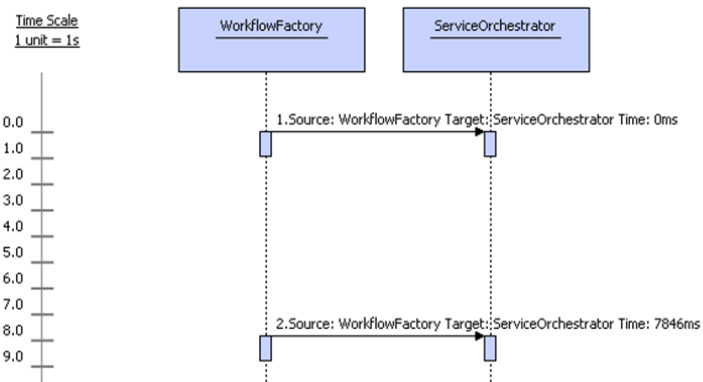 Time Scale
1 unit = 1s
WorkflowFactory
ServiceOrchestrator
0.0
1.Source: WorkflowFactory Target: ServiceOrchestrator Time: 0ms
1.0
2.0
3.0
4.0
5.0
6.0
7.0
2.Source: WorkflowFactory Target: ServiceOrchestrator Time: 7846ms
8.0
9.0